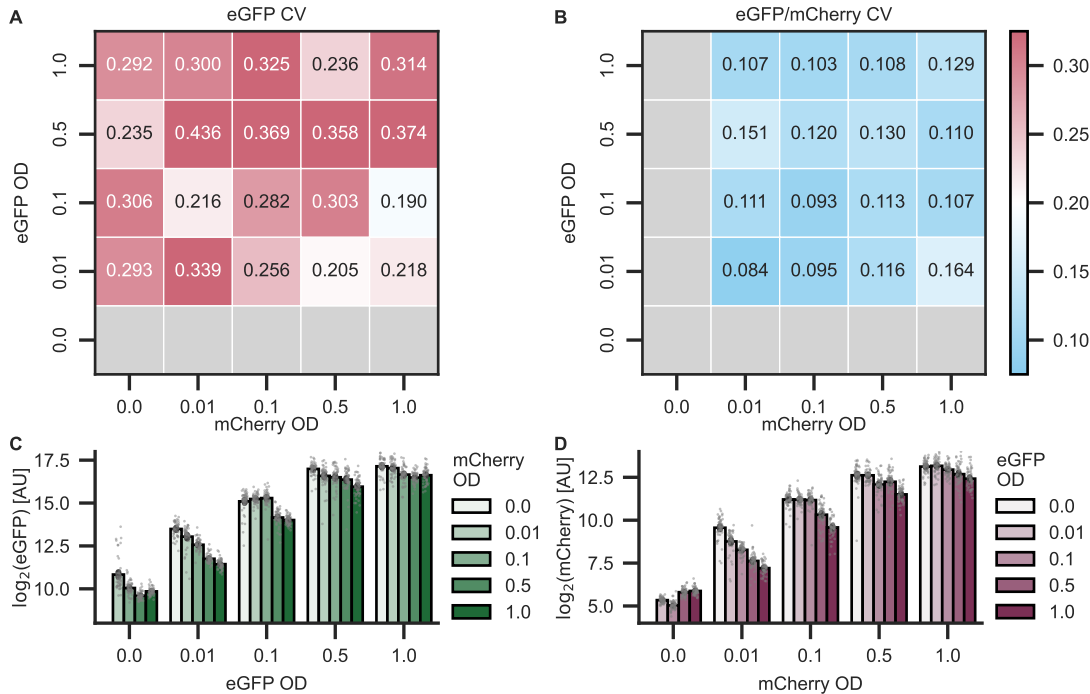 A
eGFP CV
eGFP OD
1.0
0.292 0.300 0.325 0.236 0.314
0.5
0.235 0.436 0.369 0.358 0.374
0.1
0.306 0.216 0.282 0.303 0.190
0.01
0.293 0.339 0.256 0.205 0.218
0.0
0.0 0.01 0.1 0.5 1.0
mCherry OD
B
eGFP/mCherry CV
eGFP OD
1.0
0.107 0.103 0.108 0.129
0.5
0.151 0.120 0.130 0.110
0.1
0.111 0.093 0.113 0.107
0.01
0.084 0.095 0.116 0.164
0.0
0.0 0.01 0.1 0.5 1.0
mCherry OD
0.30
0.25
0.20
0.15
0.10
C
log₂(eGFP) [AU]
17.5
15.0
12.5
10.0
0.0 0.01 0.1 0.5 1.0
eGFP OD
mCherry
OD
0.0
0.01
0.1
0.5
1.0
D
log₂(mCherry) [AU]
12.5
10.0
7.5
5.0
0.0 0.01 0.1 0.5 1.0
mCherry OD
eGFP
OD
0.0
0.01
0.1
0.5
1.0